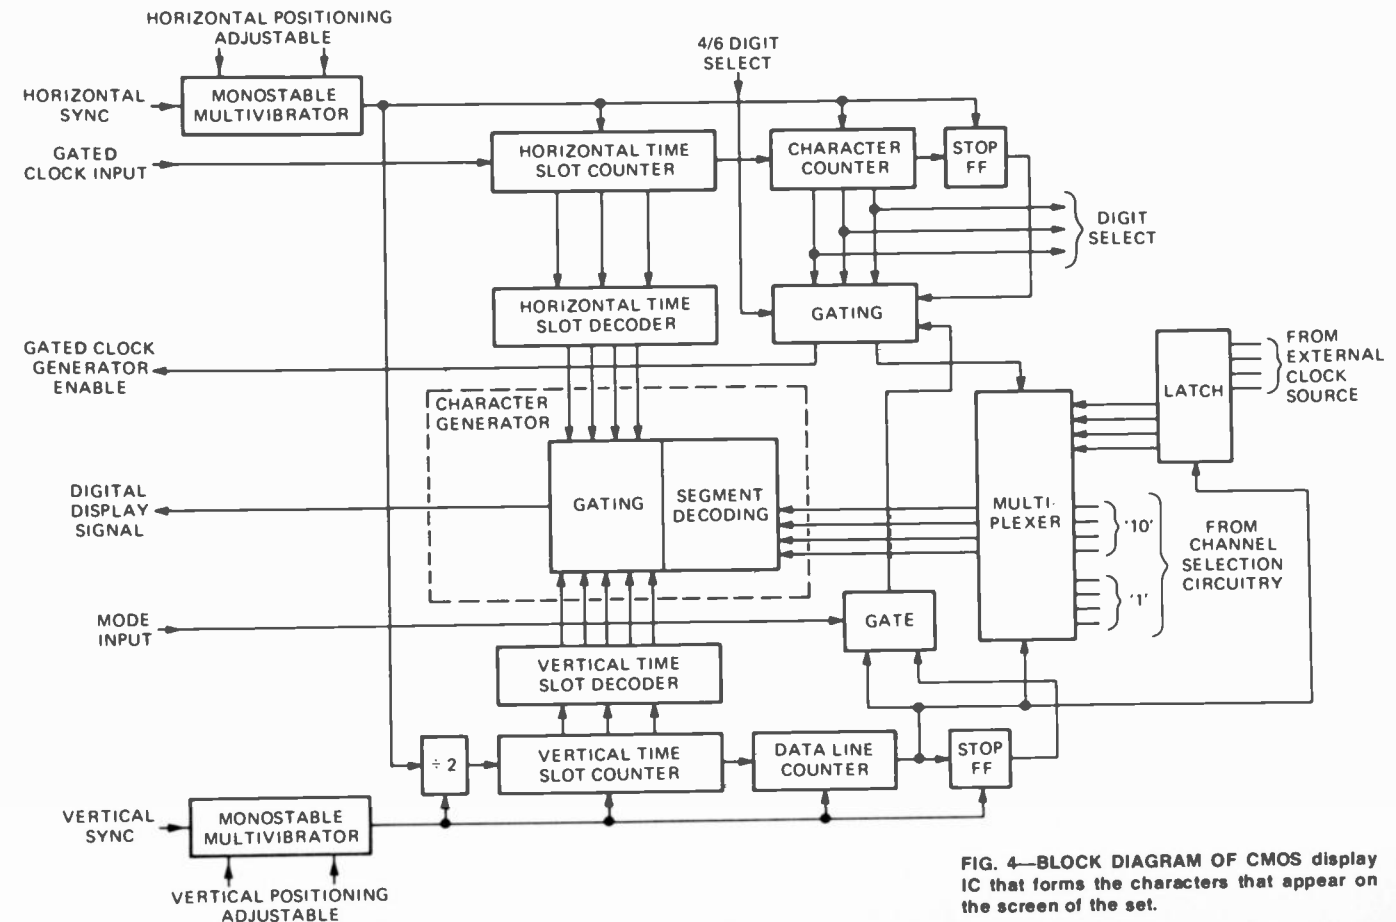 HORIZONTAL POSITIONING
ADJUSTABLE
4/6 DIGIT
SELECT
HORIZONTAL
SYNC
MONOSTABLE
MULTIVIBRATOR
GATED
CLOCK INPUT
HORIZONTAL TIME
SLOT COUNTER
CHARACTER
COUNTER
STOP
FF
DIGIT
SELECT
HORIZONTAL TIME
SLOT DECODER
GATING
GATED CLOCK
GENERATOR
ENABLE
FROM
EXTERNAL
CLOCK
SOURCE
LATCH
CHARACTER
GENERATOR
DIGITAL
DISPLAY
SIGNAL
GATING
SEGMENT
DECODING
MULTI-
PLEXER
'10'
'1'
FROM
CHANNEL
SELECTION
CIRCUITRY
MODE
INPUT
GATE
VERTICAL TIME
SLOT DECODER
÷ 2
VERTICAL TIME
SLOT COUNTER
DATA LINE
COUNTER
STOP
FF
VERTICAL
SYNC
MONOSTABLE
MULTIVIBRATOR
VERTICAL POSITIONING
ADJUSTABLE
FIG. 4—BLOCK DIAGRAM OF CMOS display
IC that forms the characters that appear on
the screen of the set.